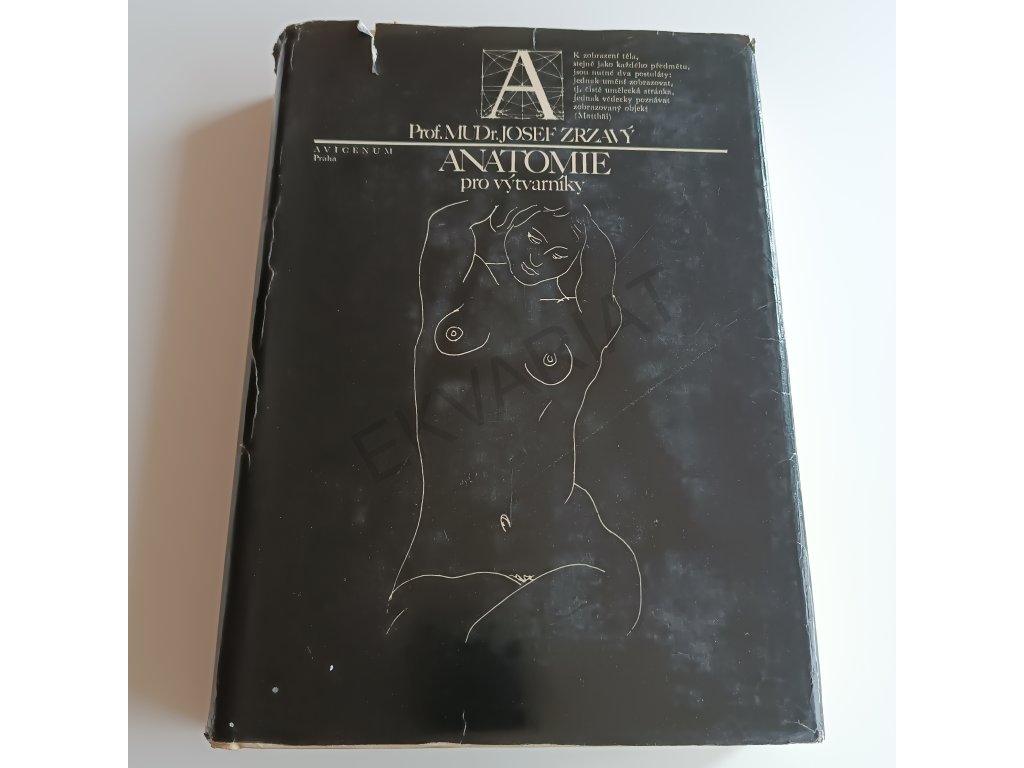 A
K zobrazení těla,
stejně jako každého předmětu,
jsou nutné dva postuláty:
jednak umění zobrazovat,
tj. čistě umělecká stránka,
jednak vědecky poznávat
zobrazovaný objekt
(Matthäi)
Prof. MUDr. JOSEF ZRZAVÝ
AVICENUM
Praha
ANATOMIE
pro výtvarníky
EKVARIAT